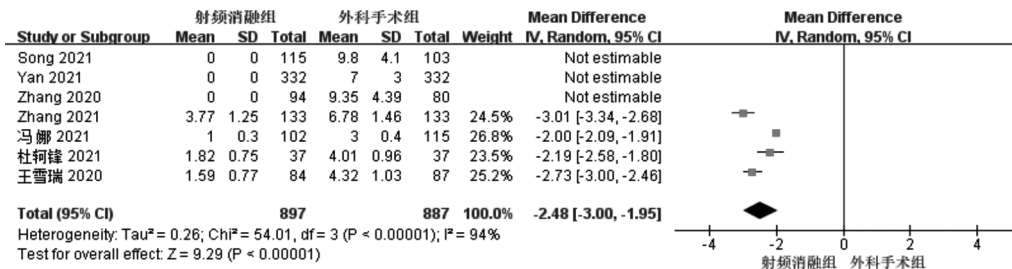 射频消融组 外科手术组 Mean Difference Mean Difference
Study or Subgroup Mean SD Total Mean SD Total Weight IV, Random, 95% CI IV, Random, 95% CI
Song 2021 0 0 115 9.8 4.1 103 Not estimable
Yan 2021 0 0 332 7 3 332 Not estimable
Zhang 2020 0 0 94 9.35 4.39 80 Not estimable
Zhang 2021 3.77 1.25 133 6.78 1.46 133 24.5% -3.01 [-3.34, -2.68]
冯娜 2021 1 0.3 102 3 0.4 115 26.8% -2.00 [-2.09, -1.91]
杜轲锋 2021 1.82 0.75 37 4.01 0.96 37 23.5% -2.19 [-2.58, -1.80]
王雪瑞 2020 1.59 0.77 84 4.32 1.03 87 25.2% -2.73 [-3.00, -2.46]
Total (95% CI) 897 887 100.0% -2.48 [-3.00, -1.95]
Heterogeneity: Tau² = 0.26; Chi² = 54.01, df = 3 (P < 0.00001); I² = 94%
Test for overall effect: Z = 9.29 (P < 0.00001)
-4 -2 0 2 4
射频消融组 外科手术组